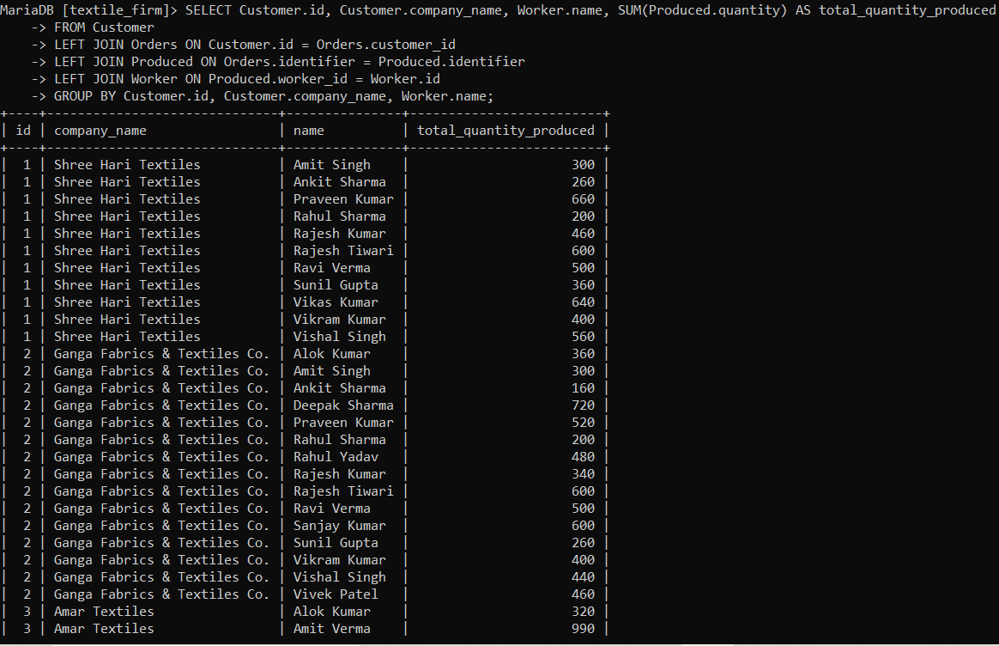 MariaDB [textile_firm]> SELECT Customer.id, Customer.company_name, Worker.name, SUM(Produced.quantity) AS total_quantity_produced
    -> FROM Customer
    -> LEFT JOIN Orders ON Customer.id = Orders.customer_id
    -> LEFT JOIN Produced ON Orders.identifier = Produced.identifier
    -> LEFT JOIN Worker ON Produced.worker_id = Worker.id
    -> GROUP BY Customer.id, Customer.company_name, Worker.name;
+----+------------------------------+---------------+-------------------------+
| id | company_name                 | name          | total_quantity_produced |
+----+------------------------------+---------------+-------------------------+
|  1 | Shree Hari Textiles          | Amit Singh    |                     300 |
|  1 | Shree Hari Textiles          | Ankit Sharma  |                     260 |
|  1 | Shree Hari Textiles          | Praveen Kumar |                     660 |
|  1 | Shree Hari Textiles          | Rahul Sharma  |                     200 |
|  1 | Shree Hari Textiles          | Rajesh Kumar  |                     460 |
|  1 | Shree Hari Textiles          | Rajesh Tiwari |                     600 |
|  1 | Shree Hari Textiles          | Ravi Verma    |                     500 |
|  1 | Shree Hari Textiles          | Sunil Gupta   |                     360 |
|  1 | Shree Hari Textiles          | Vikas Kumar   |                     640 |
|  1 | Shree Hari Textiles          | Vikram Kumar  |                     400 |
|  1 | Shree Hari Textiles          | Vishal Singh  |                     560 |
|  2 | Ganga Fabrics & Textiles Co. | Alok Kumar    |                     360 |
|  2 | Ganga Fabrics & Textiles Co. | Amit Singh    |                     300 |
|  2 | Ganga Fabrics & Textiles Co. | Ankit Sharma  |                     160 |
|  2 | Ganga Fabrics & Textiles Co. | Deepak Sharma |                     720 |
|  2 | Ganga Fabrics & Textiles Co. | Praveen Kumar |                     520 |
|  2 | Ganga Fabrics & Textiles Co. | Rahul Sharma  |                     200 |
|  2 | Ganga Fabrics & Textiles Co. | Rahul Yadav   |                     480 |
|  2 | Ganga Fabrics & Textiles Co. | Rajesh Kumar  |                     340 |
|  2 | Ganga Fabrics & Textiles Co. | Rajesh Tiwari |                     600 |
|  2 | Ganga Fabrics & Textiles Co. | Ravi Verma    |                     500 |
|  2 | Ganga Fabrics & Textiles Co. | Sanjay Kumar  |                     600 |
|  2 | Ganga Fabrics & Textiles Co. | Sunil Gupta   |                     260 |
|  2 | Ganga Fabrics & Textiles Co. | Vikram Kumar  |                     400 |
|  2 | Ganga Fabrics & Textiles Co. | Vishal Singh  |                     440 |
|  2 | Ganga Fabrics & Textiles Co. | Vivek Patel   |                     460 |
|  3 | Amar Textiles                | Alok Kumar    |                     320 |
|  3 | Amar Textiles                | Amit Verma    |                     990 |